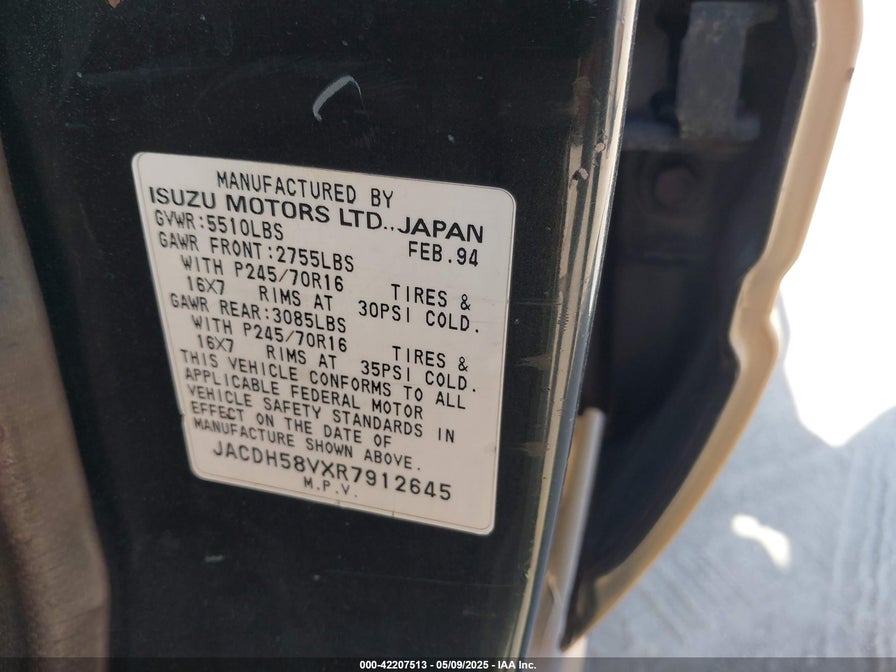 MANUFACTURED BY
ISUZU MOTORS LTD., JAPAN
GVWR:5510LBS FEB.94
GAWR FRONT:2755LBS
WITH P245/70R16 TIRES &
16X7 RIMS AT 30PSI COLD.
GAWR REAR:3085LBS
WITH P245/70R16 TIRES &
16X7 RIMS AT 35PSI COLD.
THIS VEHICLE CONFORMS TO ALL
APPLICABLE FEDERAL MOTOR
VEHICLE SAFETY STANDARDS IN
EFFECT ON THE DATE OF
MANUFACTURE SHOWN ABOVE.
JACDH58VXR7912645
M.P.V.
000-42207513 - 05/09/2025 - IAA Inc.